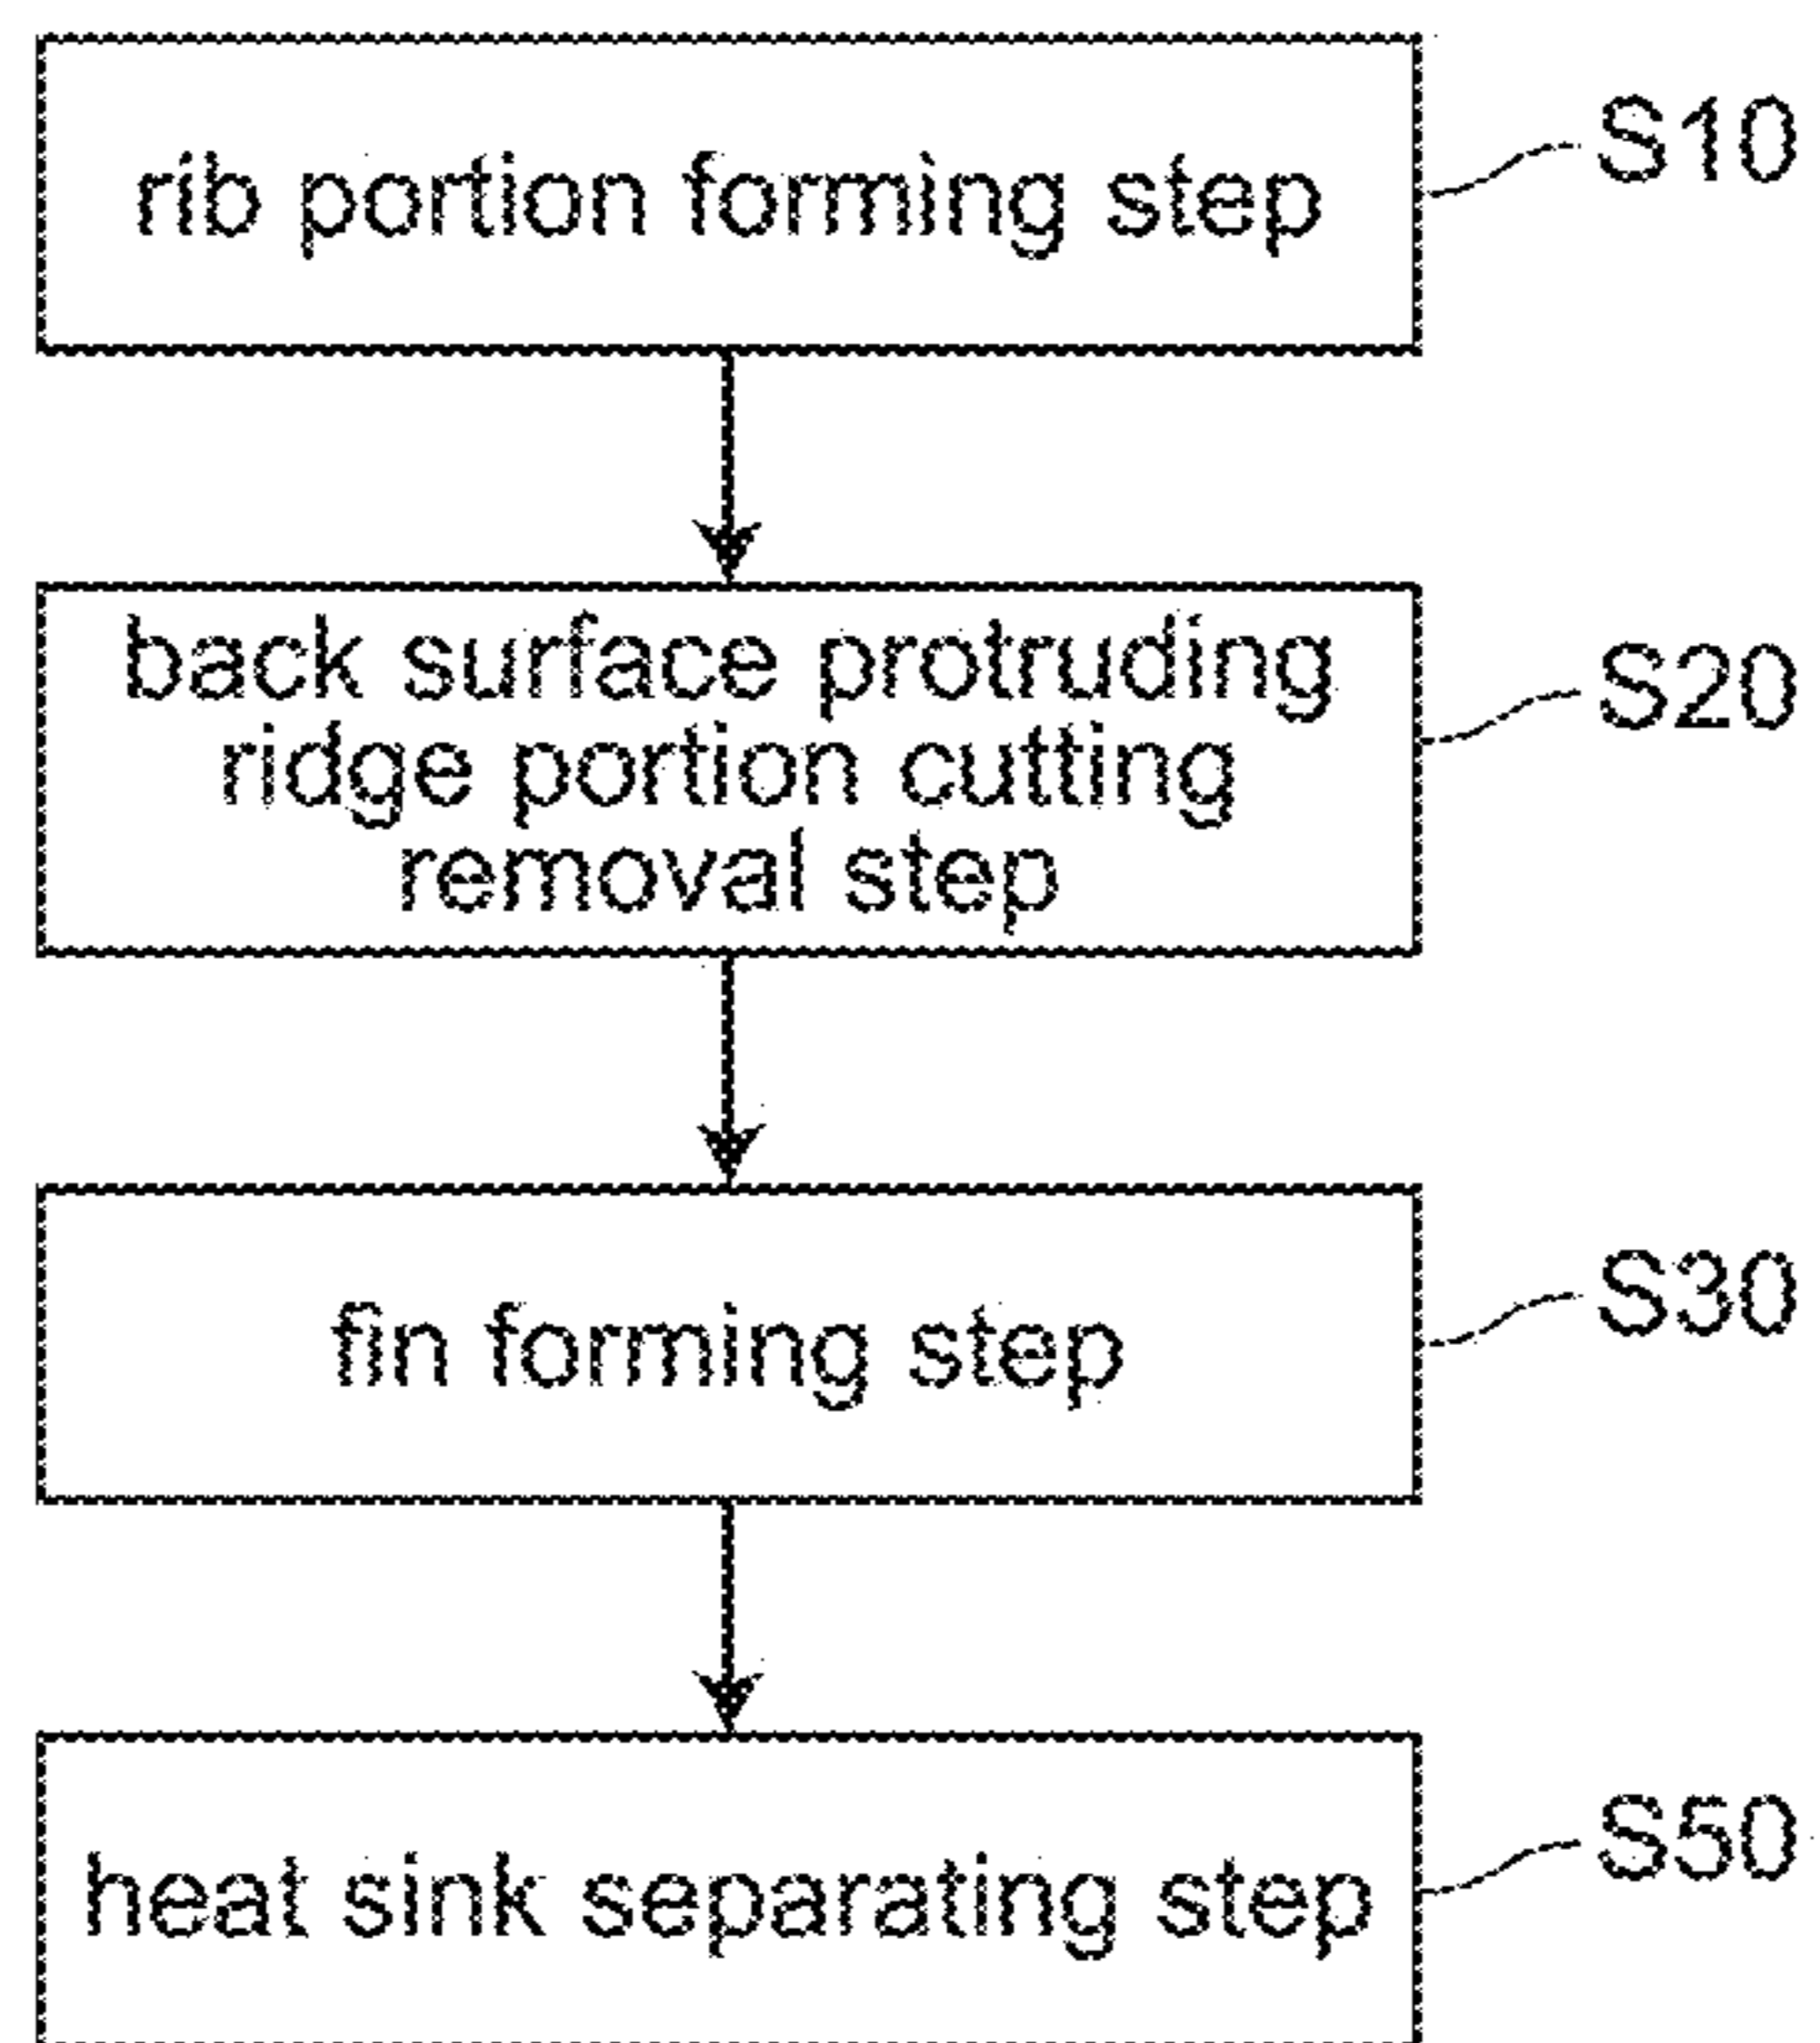 rib portion forming step
S10
back surface protruding
ridge portion cutting
removal step
S20
fin forming step
S30
heat sink separating step
S50